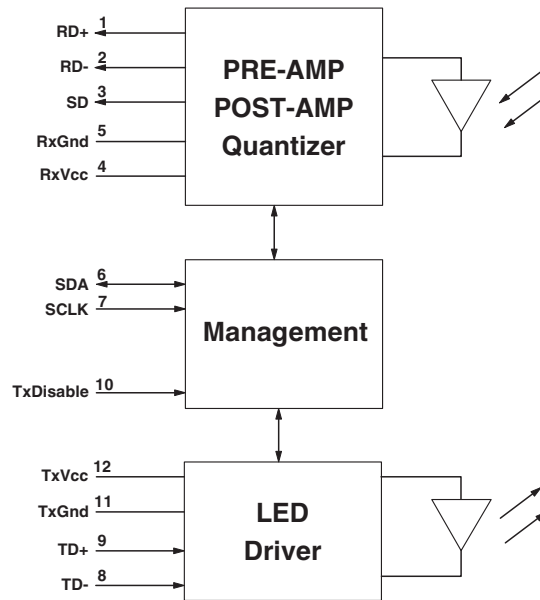 RD+ 1
RD- 2
SD 3
RxGnd 5
RxVcc 4
PRE-AMP
POST-AMP
Quantizer
SDA 6
SCLK 7
TxDisable 10
Management
TxVcc 12
TxGnd 11
TD+ 9
TD- 8
LED
Driver